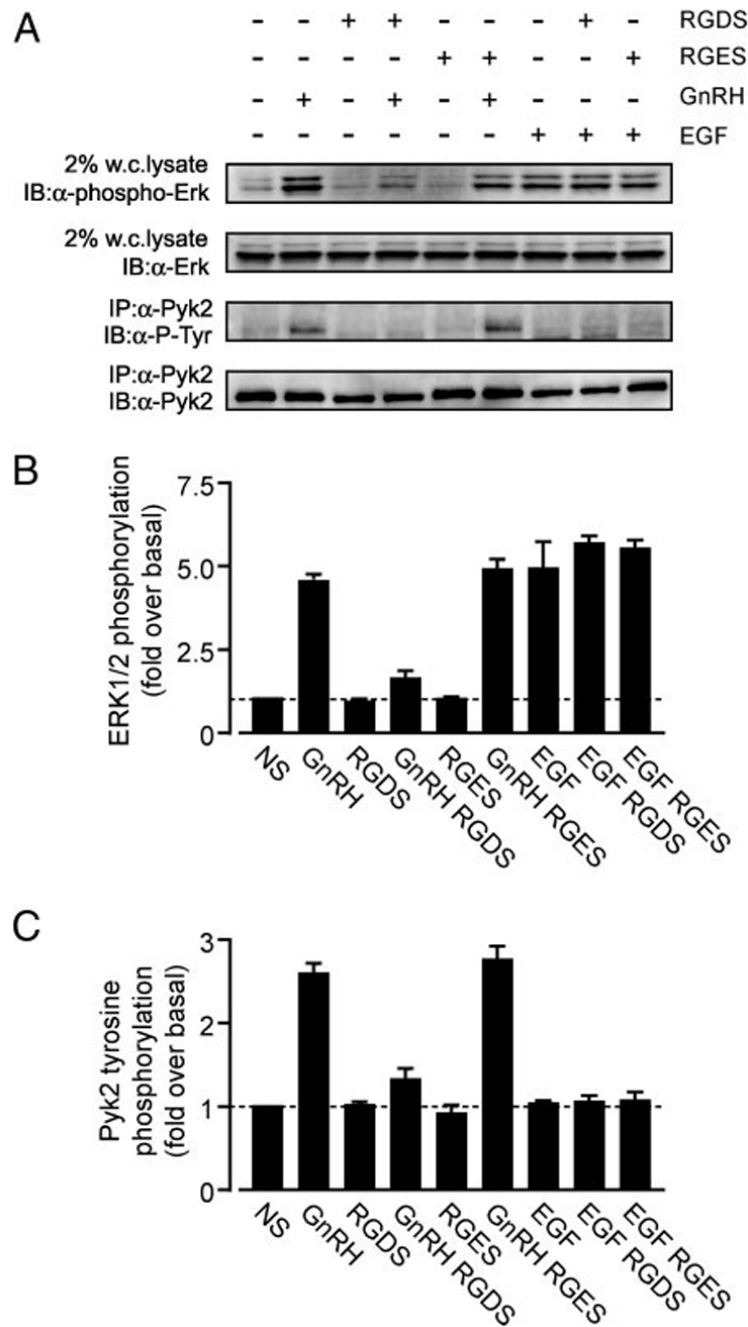 A
- - + + - - - - - RGDS
- - - - + + - - + RGES
- + - + - + - - - GnRH
- - - - - - + + + EGF
2% w.c.lysate
IB:α-phospho-Erk
2% w.c.lysate
IB:α-Erk
IP:α-Pyk2
IB:α-P-Tyr
IP:α-Pyk2
IB:α-Pyk2
B
ERK1/2 phosphorylation
(fold over basal)
7.5
5.0
2.5
0
NS
GnRH
RGDS
GnRH RGDS
RGES
GnRH RGES
EGF
EGF RGDS
EGF RGES
C
Pyk2 tyrosine
phosphorylation
(fold over basal)
3
2
1
0
NS
GnRH
RGDS
GnRH RGDS
RGES
GnRH RGES
EGF
EGF RGDS
EGF RGES